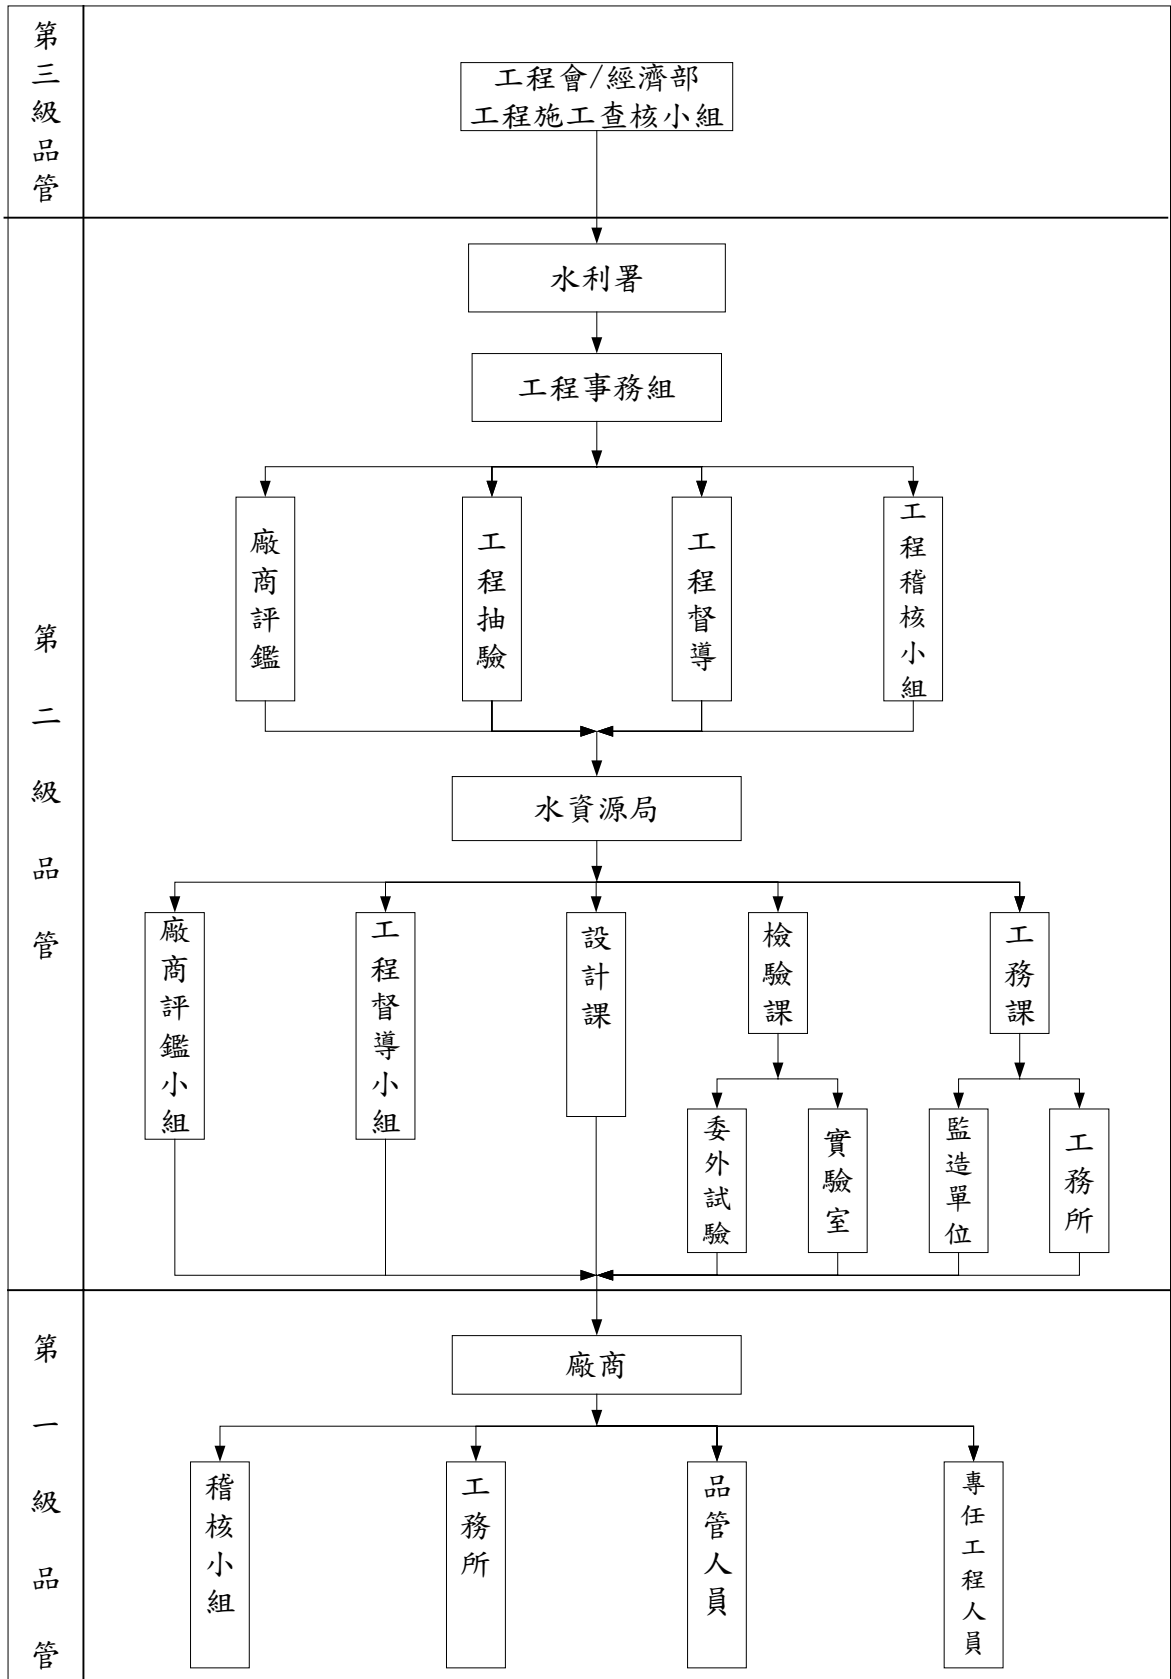 第三級品管
工程會/經濟部
工程施工查核小組
第二級品管
水利署
工程事務組
廠商評鑑
工程抽驗
工程督導
工程稽核小組
水資源局
廠商評鑑小組
工程督導小組
設計課
檢驗課
工務課
委外試驗
實驗室
監造單位
工務所
第一級品管
廠商
稽核小組
工務所
品管人員
專任工程人員